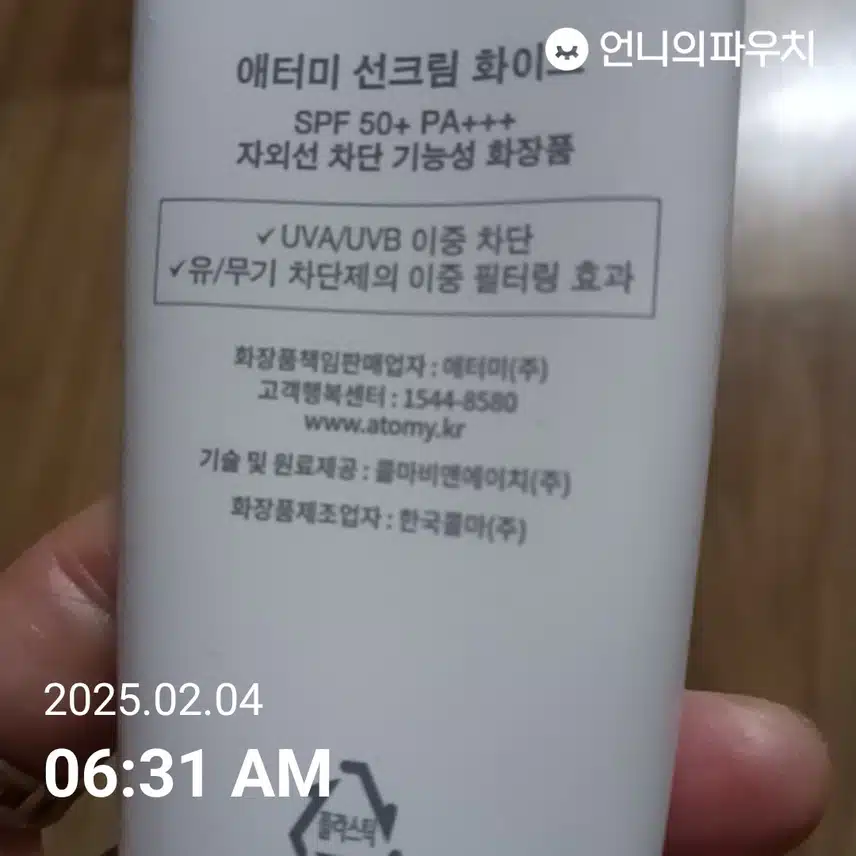 언니의파우치
애터미 선크림 화이트
SPF 50+ PA+++
자외선 차단 기능성 화장품
✓UVA/UVB 이중 차단
✓유/무기 차단제의 이중 필터링 효과
화장품책임판매업자 : 애터미(주)
고객행복센터 : 1544-8580
www.atomy.kr
기술 및 원료제공 : 콜마비앤에이치(주)
화장품제조업자 : 한국콜마(주)
2025.02.04
06:31 AM
플라스틱